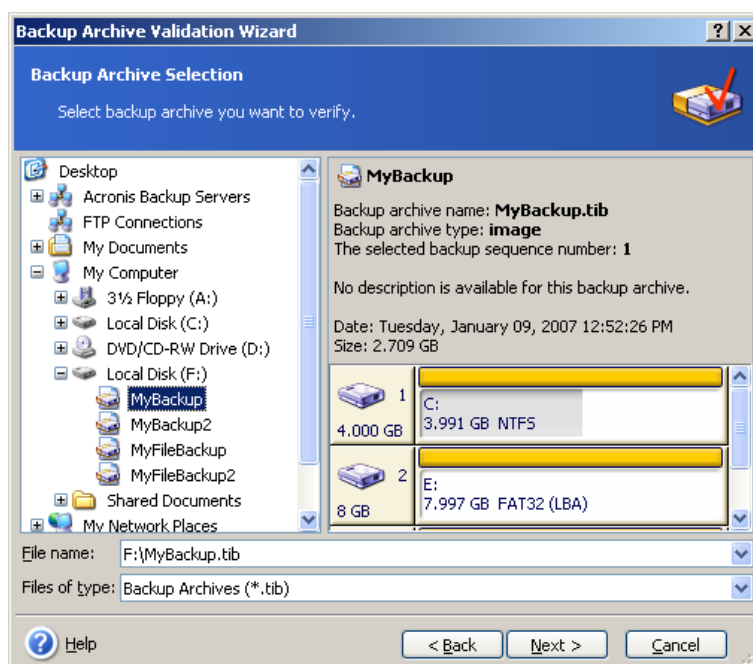 Backup Archive Validation Wizard
Backup Archive Selection
Select backup archive you want to verify.
Desktop
Acronis Backup Servers
FTP Connections
My Documents
My Computer
3½ Floppy (A:)
Local Disk (C:)
DVD/CD-RW Drive (D:)
Local Disk (F:)
MyBackup
MyBackup2
MyFileBackup
MyFileBackup2
Shared Documents
My Network Places
MyBackup
Backup archive name: MyBackup.tib
Backup archive type: image
The selected backup sequence number: 1
No description is available for this backup archive.
Date: Tuesday, January 09, 2007 12:52:26 PM
Size: 2.709 GB
1
4.000 GB
C:
3.991 GB NTFS
2
8 GB
E:
7.997 GB FAT32 (LBA)
File name: F:\MyBackup.tib
Files of type: Backup Archives (*.tib)
? Help
< Back
Next >
Cancel